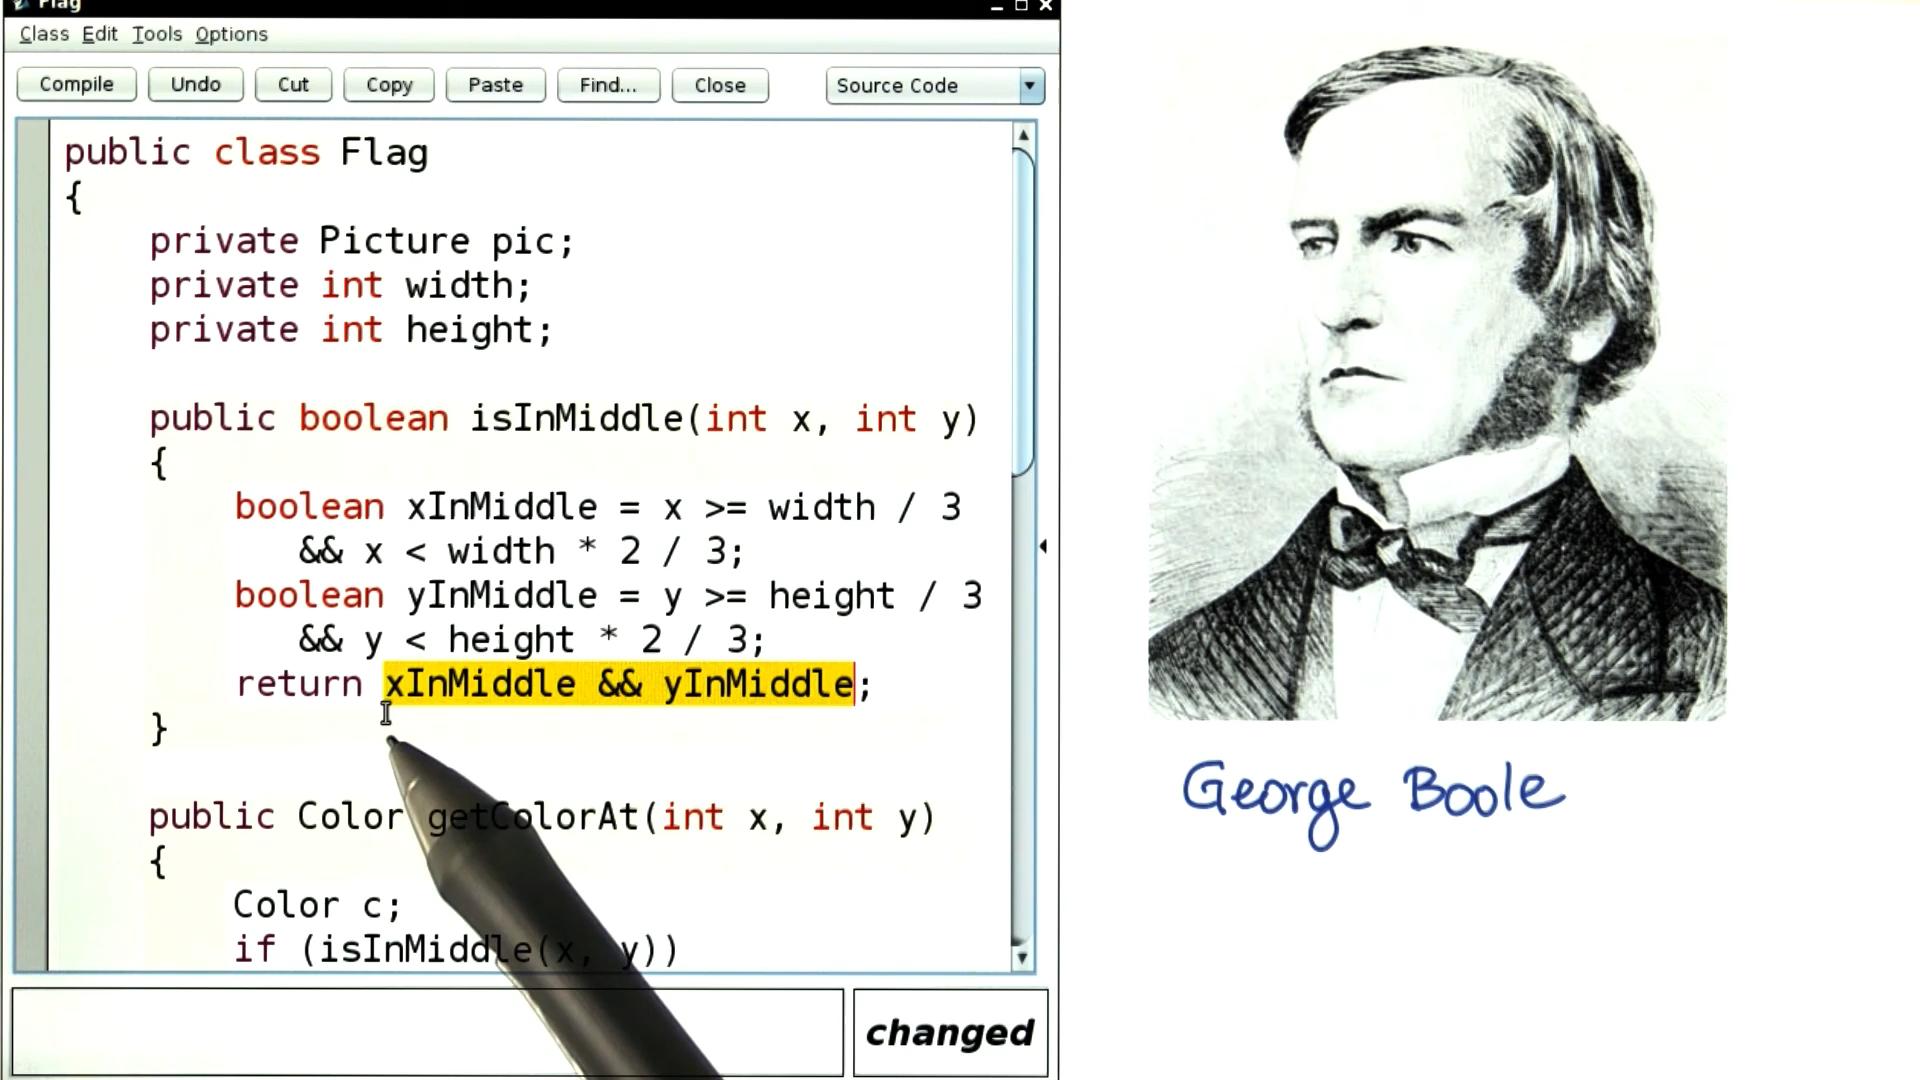 Flag
Class Edit Tools Options
Compile Undo Cut Copy Paste Find... Close Source Code
public class Flag
{
private Picture pic;
private int width;
private int height;
public boolean isInMiddle(int x, int y)
{
boolean xInMiddle = x >= width / 3
&& x < width * 2 / 3;
boolean yInMiddle = y >= height / 3
&& y < height * 2 / 3;
return xInMiddle && yInMiddle;
}
public Color getColorAt(int x, int y)
{
Color c;
if (isInMiddle(x, y))
changed
George Boole